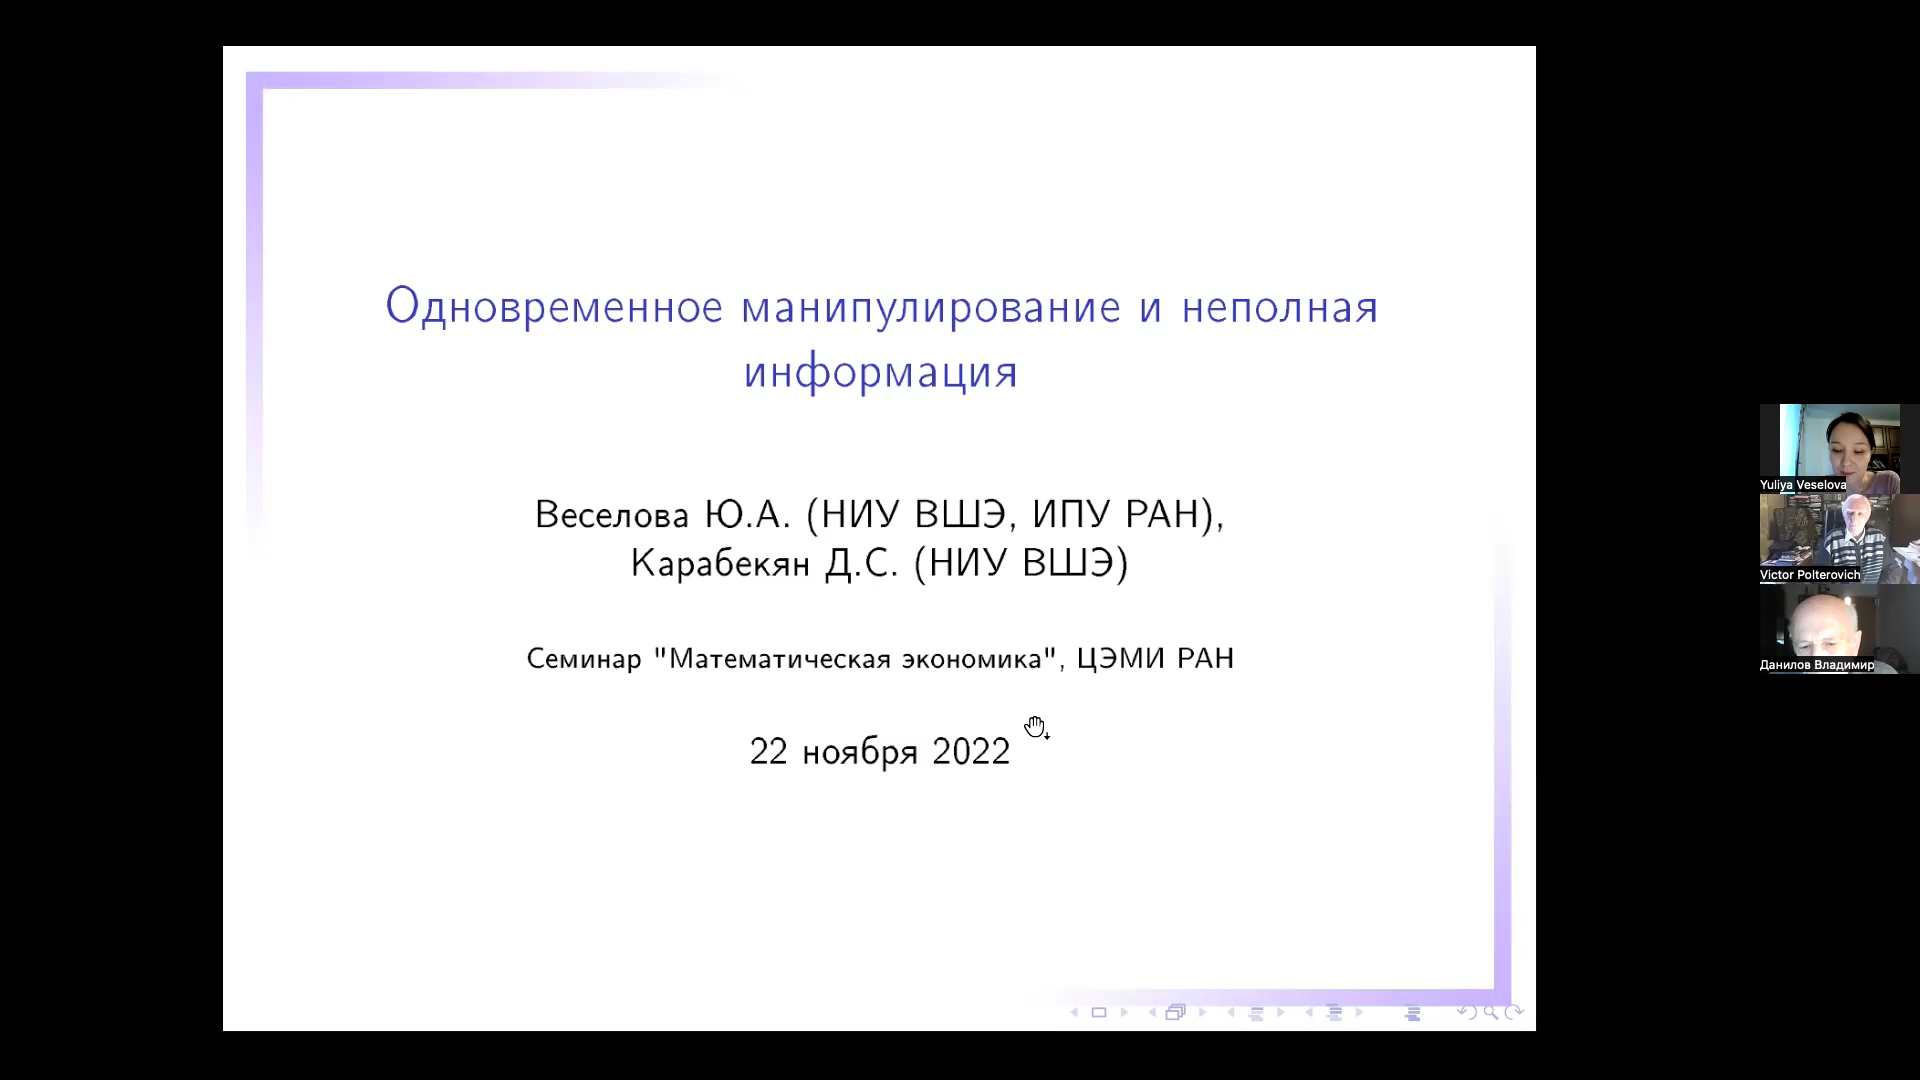 Одновременное манипулирование и неполная
информация
Веселова Ю.А. (НИУ ВШЭ, ИПУ РАН),
Карабекян Д.С. (НИУ ВШЭ)
Семинар "Математическая экономика", ЦЭМИ РАН
22 ноября 2022
Yuliya Veselova
Victor Polterovich
Данилов Владимир